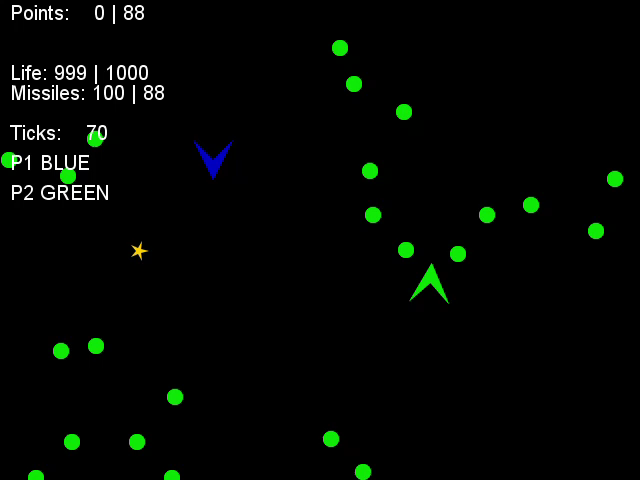 Points: 0 | 88
Life: 999 | 1000
Missiles: 100 | 88
Ticks: 70
P1 BLUE
P2 GREEN